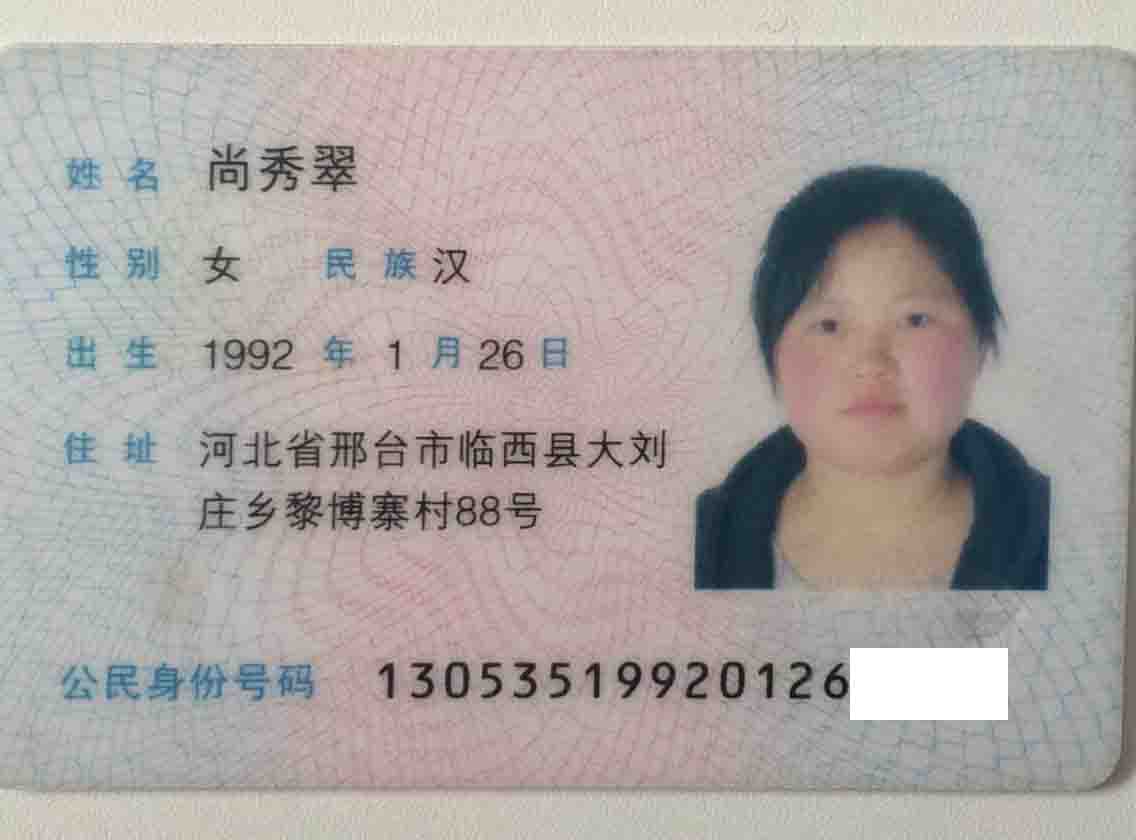 姓名 尚秀翠
性别 女 民族 汉
出生 1992 年 1 月 26 日
住址 河北省邢台市临西县大刘
庄乡黎博寨村88号
公民身份号码 13053519920126